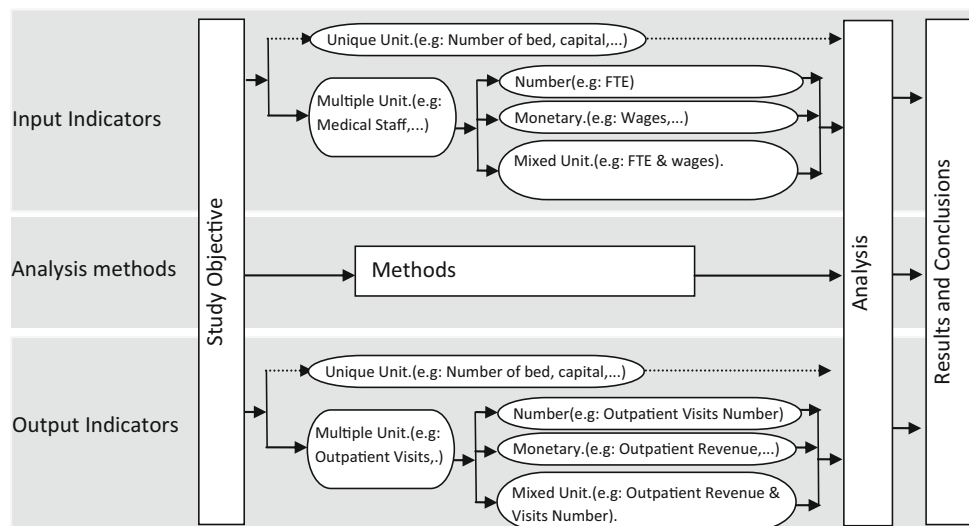 Input Indicators
Study Objective
Unique Unit.(e.g: Number of bed, capital,...)
Multiple Unit.(e.g:
Medical Staff,...)
Number(e.g: FTE)
Monetary.(e.g: Wages,...)
Mixed Unit.(e.g: FTE & wages).
Analysis
Results and Conclusions
Analysis methods
Methods
Output Indicators
Unique Unit.(e.g: Number of bed, capital,...)
Multiple Unit.(e.g:
Outpatient Visits,.)
Number(e.g: Outpatient Visits Number)
Monetary.(e.g: Outpatient Revenue,...)
Mixed Unit.(e.g: Outpatient Revenue &
Visits Number).